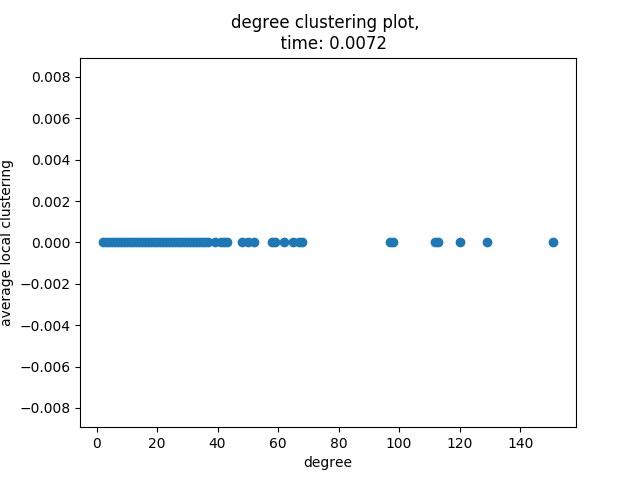 degree clustering plot,
time: 0.0072
0.008
0.006
0.004
0.002
0.000
−0.002
−0.004
−0.006
−0.008
average local clustering
0 20 40 60 80 100 120 140
degree